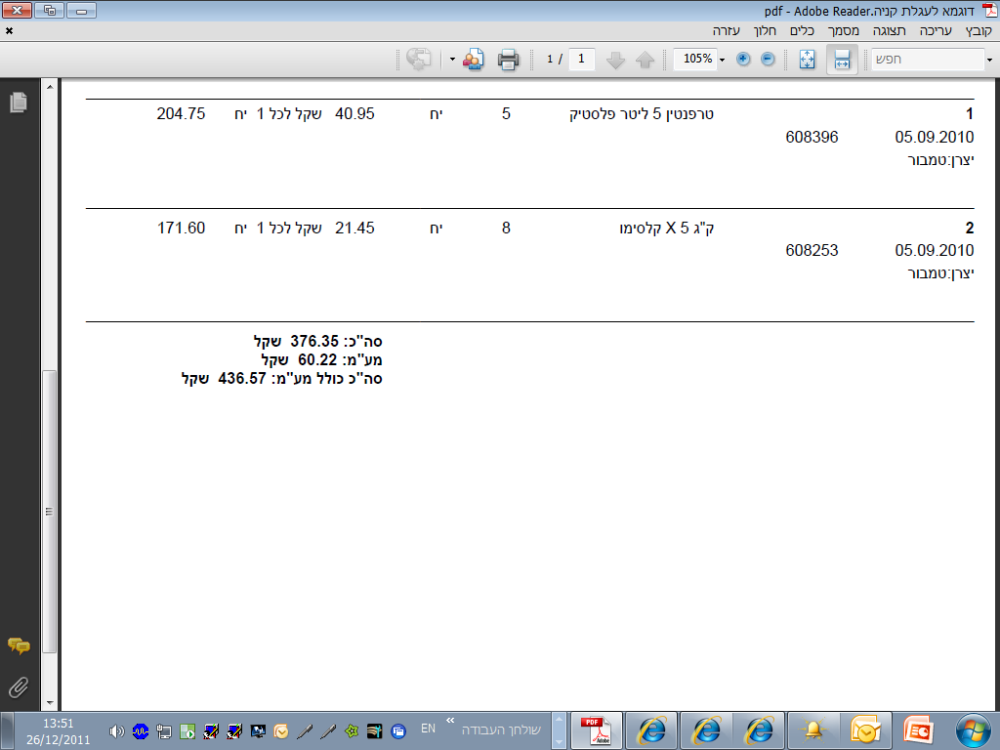 דוגמא לעגלת קניה.pdf - Adobe Reader
קובץ עריכה תצוגה מסמך כלים חלון עזרה
חפש 105% 1 / 1
1 טרפנטין 5 ליטר פלסטיק 5 יח 40.95 שקל לכל 1 יח 204.75
05.09.2010 608396
יצרן:טמבור
2 ק"ג 5 X קלסימו 8 יח 21.45 שקל לכל 1 יח 171.60
05.09.2010 608253
יצרן:טמבור
סה"כ: 376.35 שקל
מע"מ: 60.22 שקל
סה"כ כולל מע"מ: 436.57 שקל
PDF Adobe שולחן העבודה « EN 13:51
26/12/2011